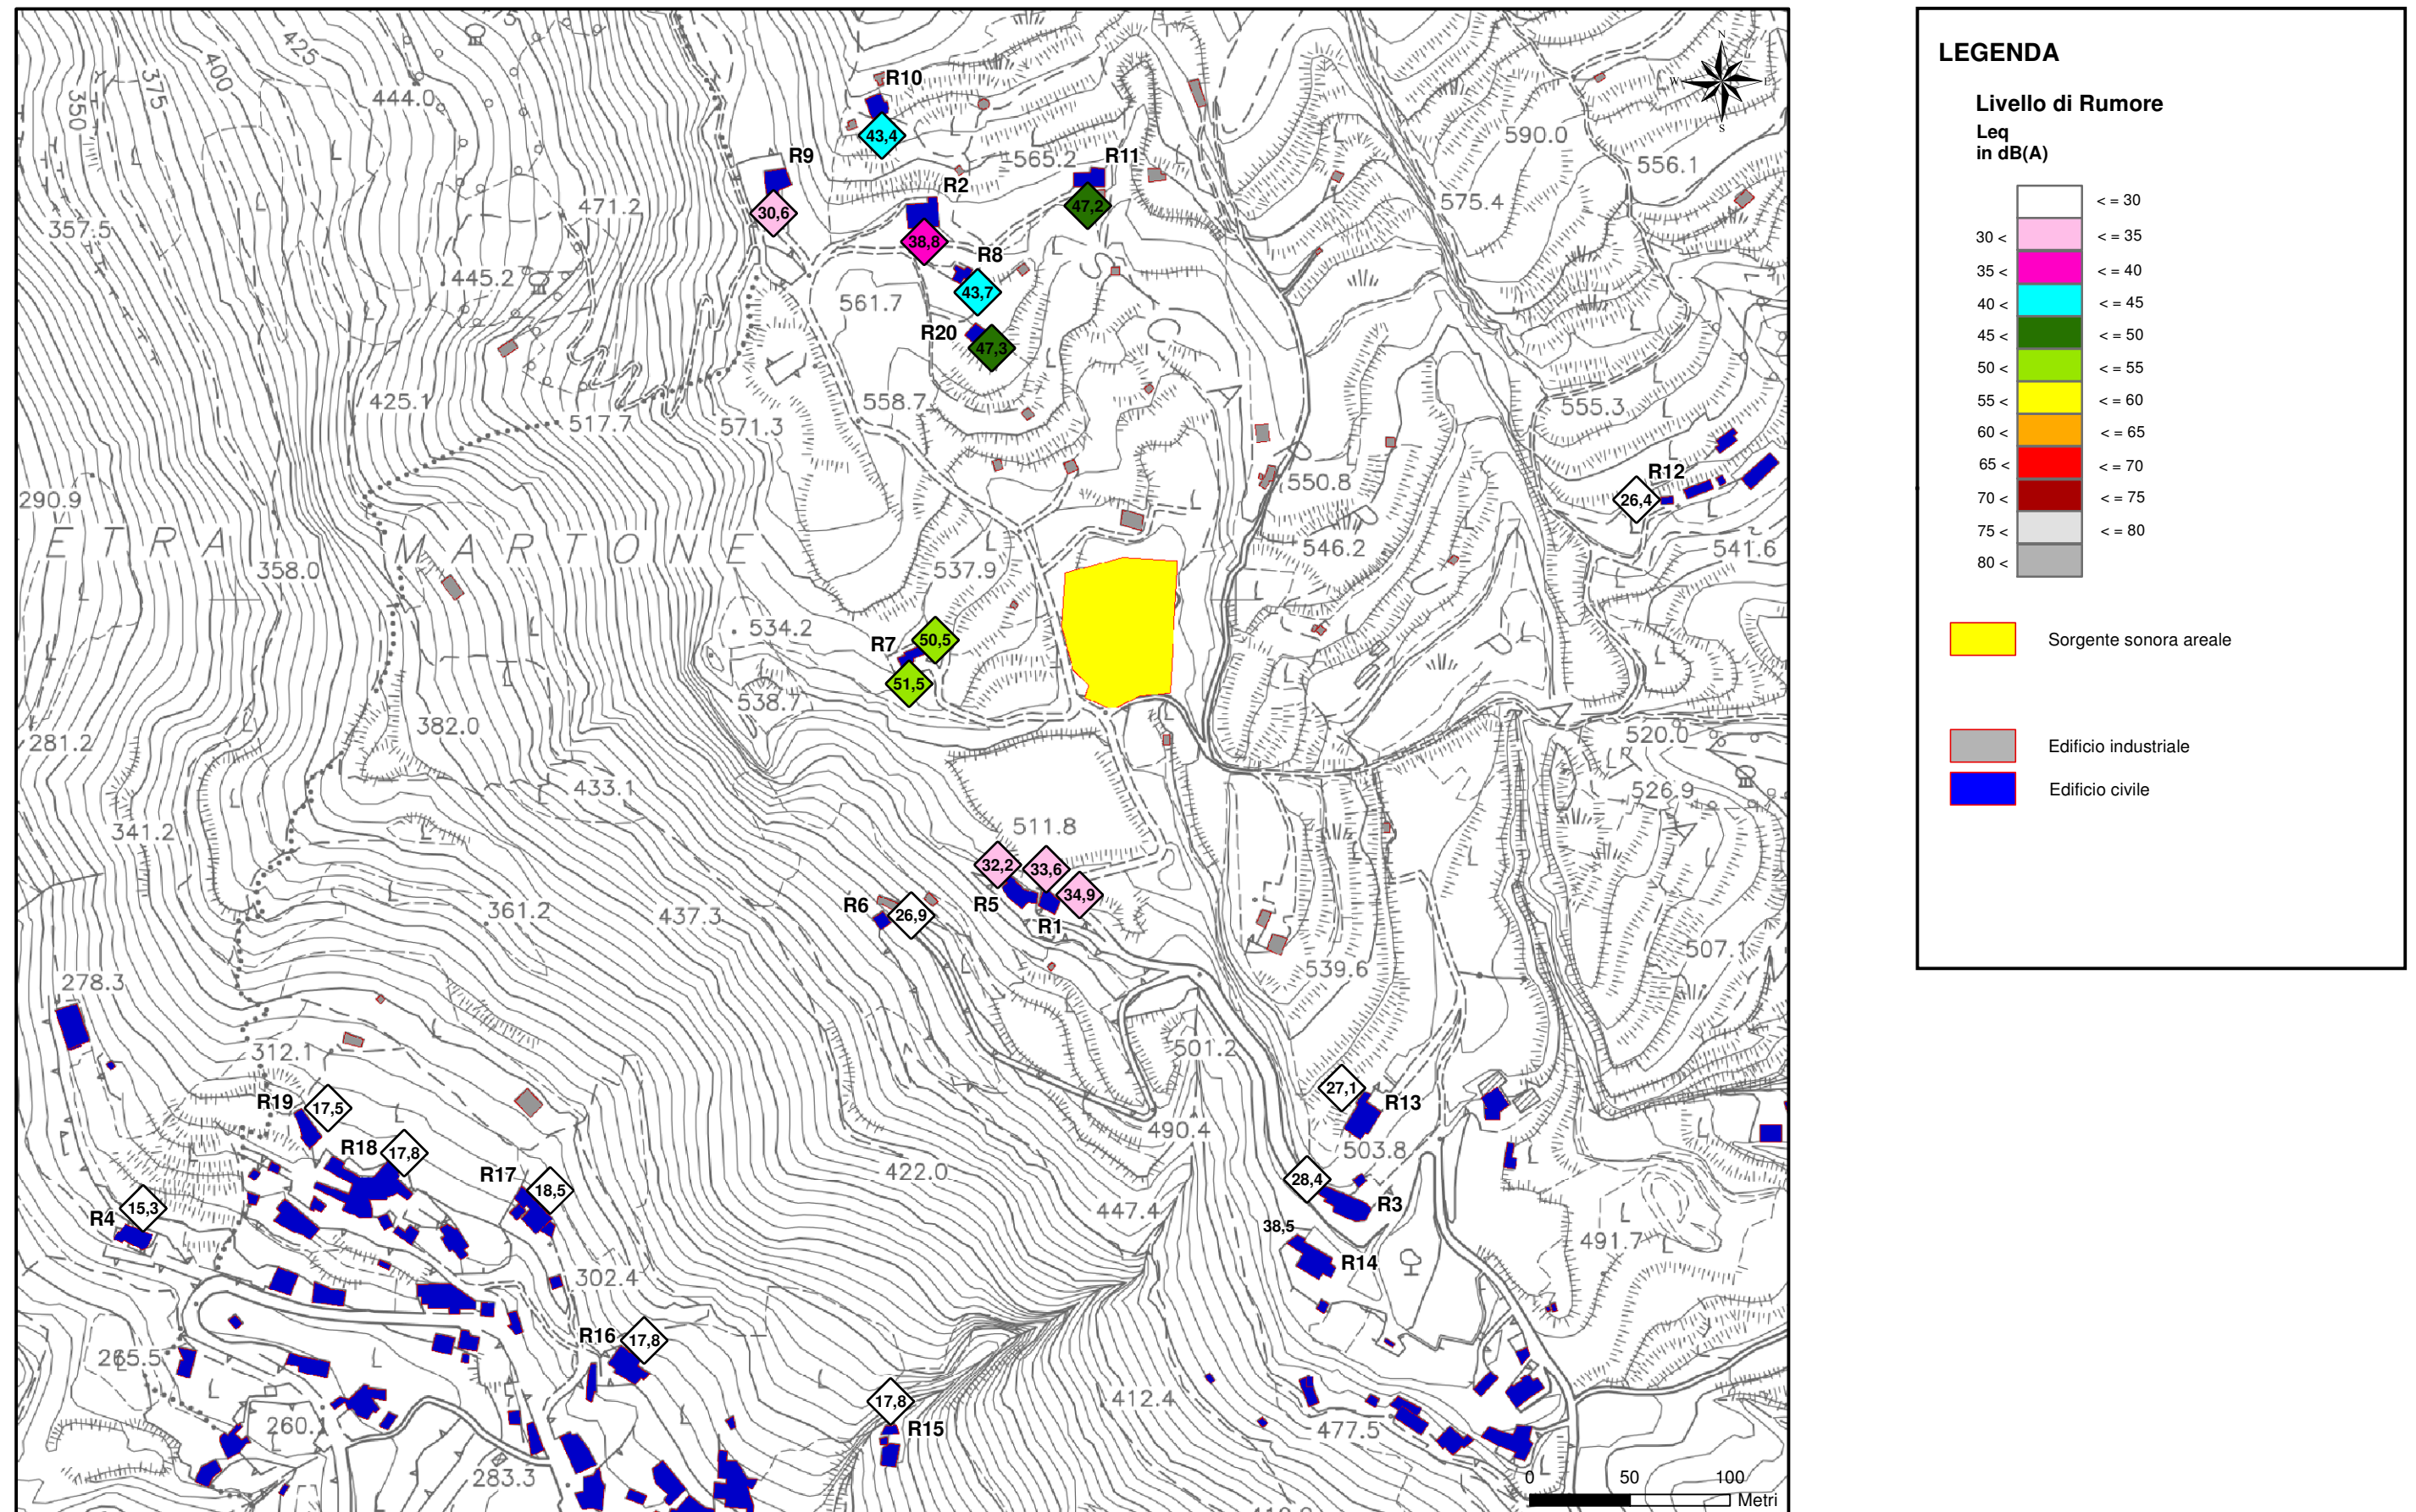 425
400
375
350
444.0
R10
43,4
590.0
565.2
R11
556.1
R9
R2
575.4
471.2
30,6
47,2
357.5
38,8
R8
445.2
43,7
561.7
R20
47,3
425.1
558.7
555.3
517.7
571.3
R12
550.8
26,4
290.9
E T R A
M A R T O N E
546.2
541.6
358.0
537.9
534.2
50,5
R7
51,5
538.7
382.0
520.0
281.2
433.1
526.9
341.2
511.8
32,2
33,6
34,9
R6
26,9
R5
361.2
437.3
R1
507.1
539.6
278.3
501.2
312.1
27,1
R19
17,5
R13
490.4
R18
17,8
503.8
422.0
R17
18,5
28,4
15,3
R3
R4
447.4
38,5
491.7
R14
302.4
R16
17,8
265.5
17,8
412.4
260.
R15
477.5
283.3
0 50 100
Metri
N
W E
S
LEGENDA
Livello di Rumore
Leq
in dB(A)
< = 30
30 < < = 35
35 < < = 40
40 < < = 45
45 < < = 50
50 < < = 55
55 < < = 60
60 < < = 65
65 < < = 70
70 < < = 75
75 < < = 80
80 <
Sorgente sonora areale
Edificio industriale
Edificio civile